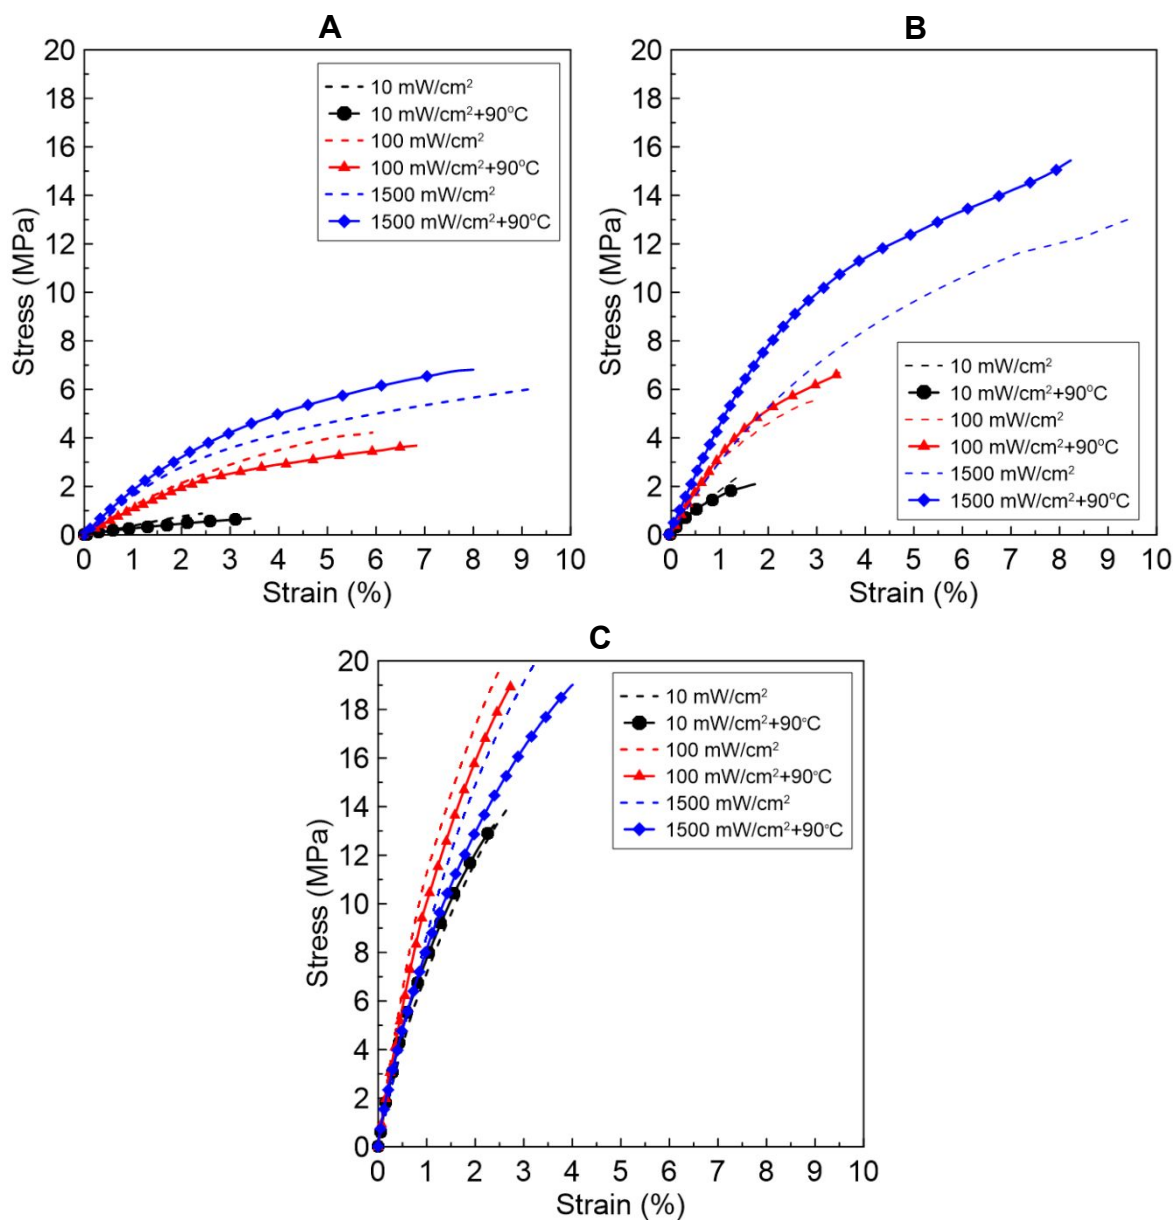 A
20
18
16
14
12
10
8
6
4
2
0
Stress (MPa)
10 mW/cm²
10 mW/cm²+90°C
100 mW/cm²
100 mW/cm²+90°C
1500 mW/cm²
1500 mW/cm²+90°C
0 1 2 3 4 5 6 7 8 9 10
Strain (%)
B
20
18
16
14
12
10
8
6
4
2
0
Stress (MPa)
10 mW/cm²
10 mW/cm²+90°C
100 mW/cm²
100 mW/cm²+90°C
1500 mW/cm²
1500 mW/cm²+90°C
0 1 2 3 4 5 6 7 8 9 10
Strain (%)
C
20
18
16
14
12
10
8
6
4
2
0
Stress (MPa)
10 mW/cm²
10 mW/cm²+90°C
100 mW/cm²
100 mW/cm²+90°C
1500 mW/cm²
1500 mW/cm²+90°C
0 1 2 3 4 5 6 7 8 9 10
Strain (%)